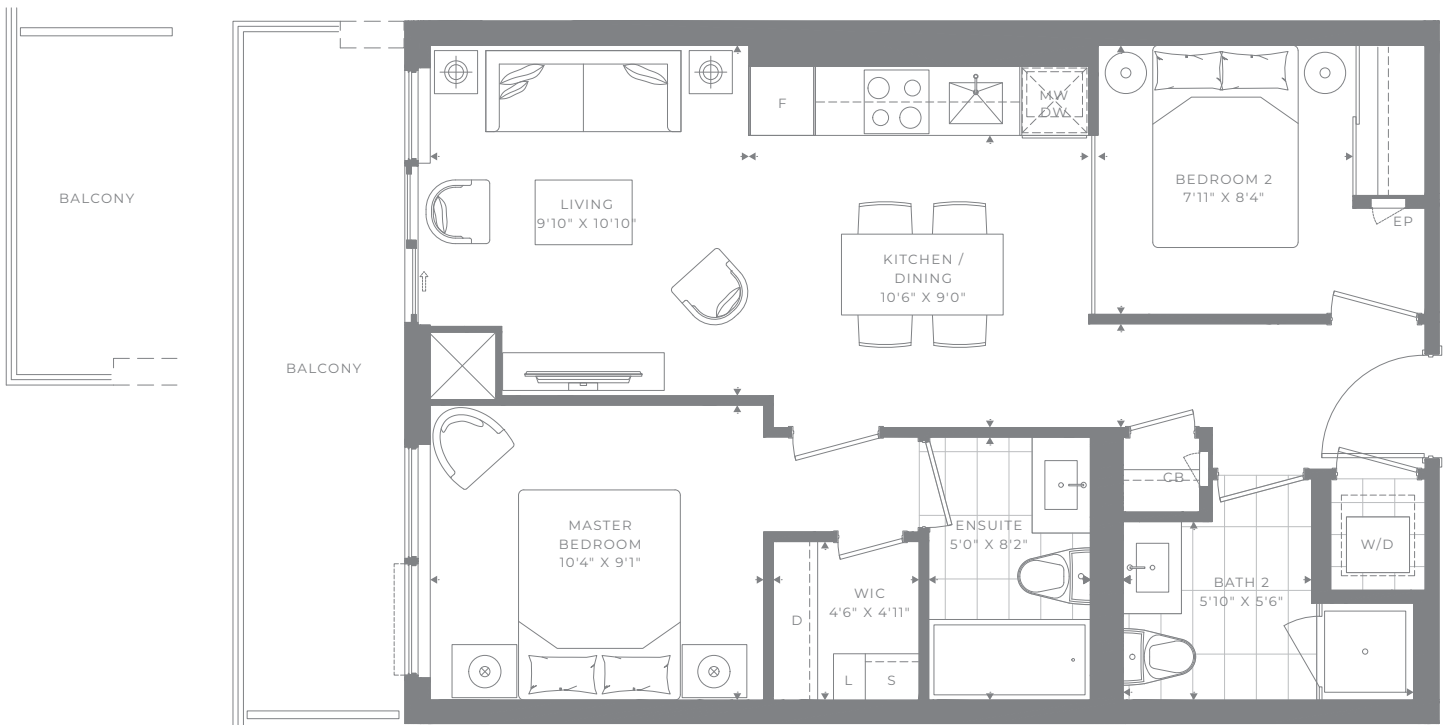 BALCONY
BALCONY
LIVING
9'10" X 10'10"
F
MW
DW
KITCHEN /
DINING
10'6" X 9'0"
BEDROOM 2
7'11" X 8'4"
EP
MASTER
BEDROOM
10'4" X 9'1"
D
WIC
4'6" X 4'11"
L
S
ENSUITE
5'0" X 8'2"
CB
BATH 2
5'10" X 5'6"
W/D